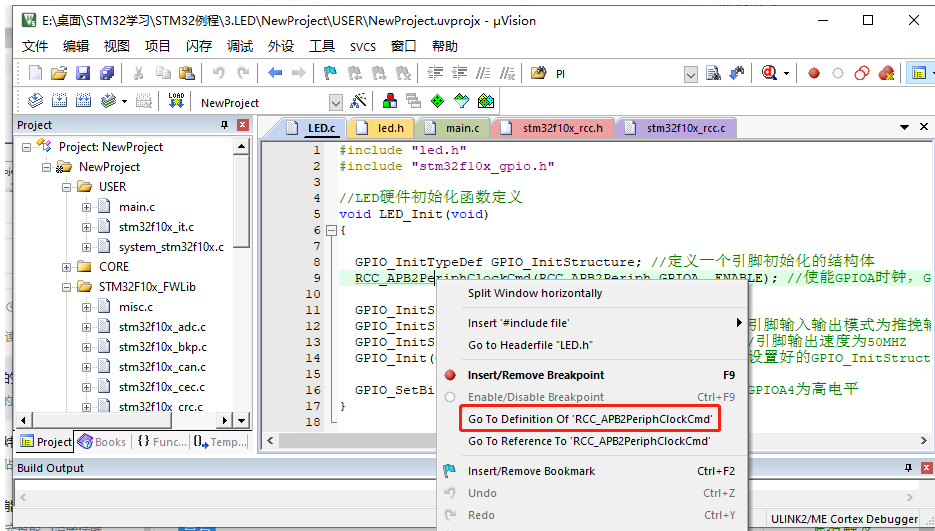 E:\桌面\STM32学习\STM32例程\3.LED\NewProject\USER\NewProject.uvprojx - µVision
文件 编辑 视图 项目 闪存 调试 外设 工具 SVCS 窗口 帮助
PI
LOAD NewProject
Project
LED.c led.h main.c stm32f10x_rcc.h stm32f10x_rcc.c
Project: NewProject
NewProject
USER
main.c
stm32f10x_it.c
system_stm32f10x.c
CORE
STM32F10x_FWLib
misc.c
stm32f10x_adc.c
stm32f10x_bkp.c
stm32f10x_can.c
stm32f10x_cec.c
stm32f10x_crc.c
Project Books {} Func... Temp...
1 #include "led.h"
2 #include "stm32f10x_gpio.h"
3
4 //LED硬件初始化函数定义
5 void LED_Init(void)
6 {
7
8 GPIO_InitTypeDef GPIO_InitStructure; //定义一个引脚初始化的结构体
9 RCC_APB2PeriphClockCmd(RCC_APB2Periph_GPIOA, ENABLE); //使能GPIOA时钟，G
10
11 GPIO_InitS
12 GPIO_InitS 引脚输入输出模式为推挽输
13 GPIO_InitS /引脚输出速度为50MHZ
14 GPIO_Init( 设置好的GPIO_InitStruct
15
16 GPIO_SetBi GPIOA4为高电平
17 }
18
Split Window horizontally
Insert '#include file'
Go to Headerfile "LED.h"
Insert/Remove Breakpoint F9
Enable/Disable Breakpoint Ctrl+F9
Go To Definition Of 'RCC_APB2PeriphClockCmd'
Go To Reference To 'RCC_APB2PeriphClockCmd'
Insert/Remove Bookmark Ctrl+F2
Undo Ctrl+Z
Redo Ctrl+Y
Build Output
ULINK2/ME Cortex Debugger